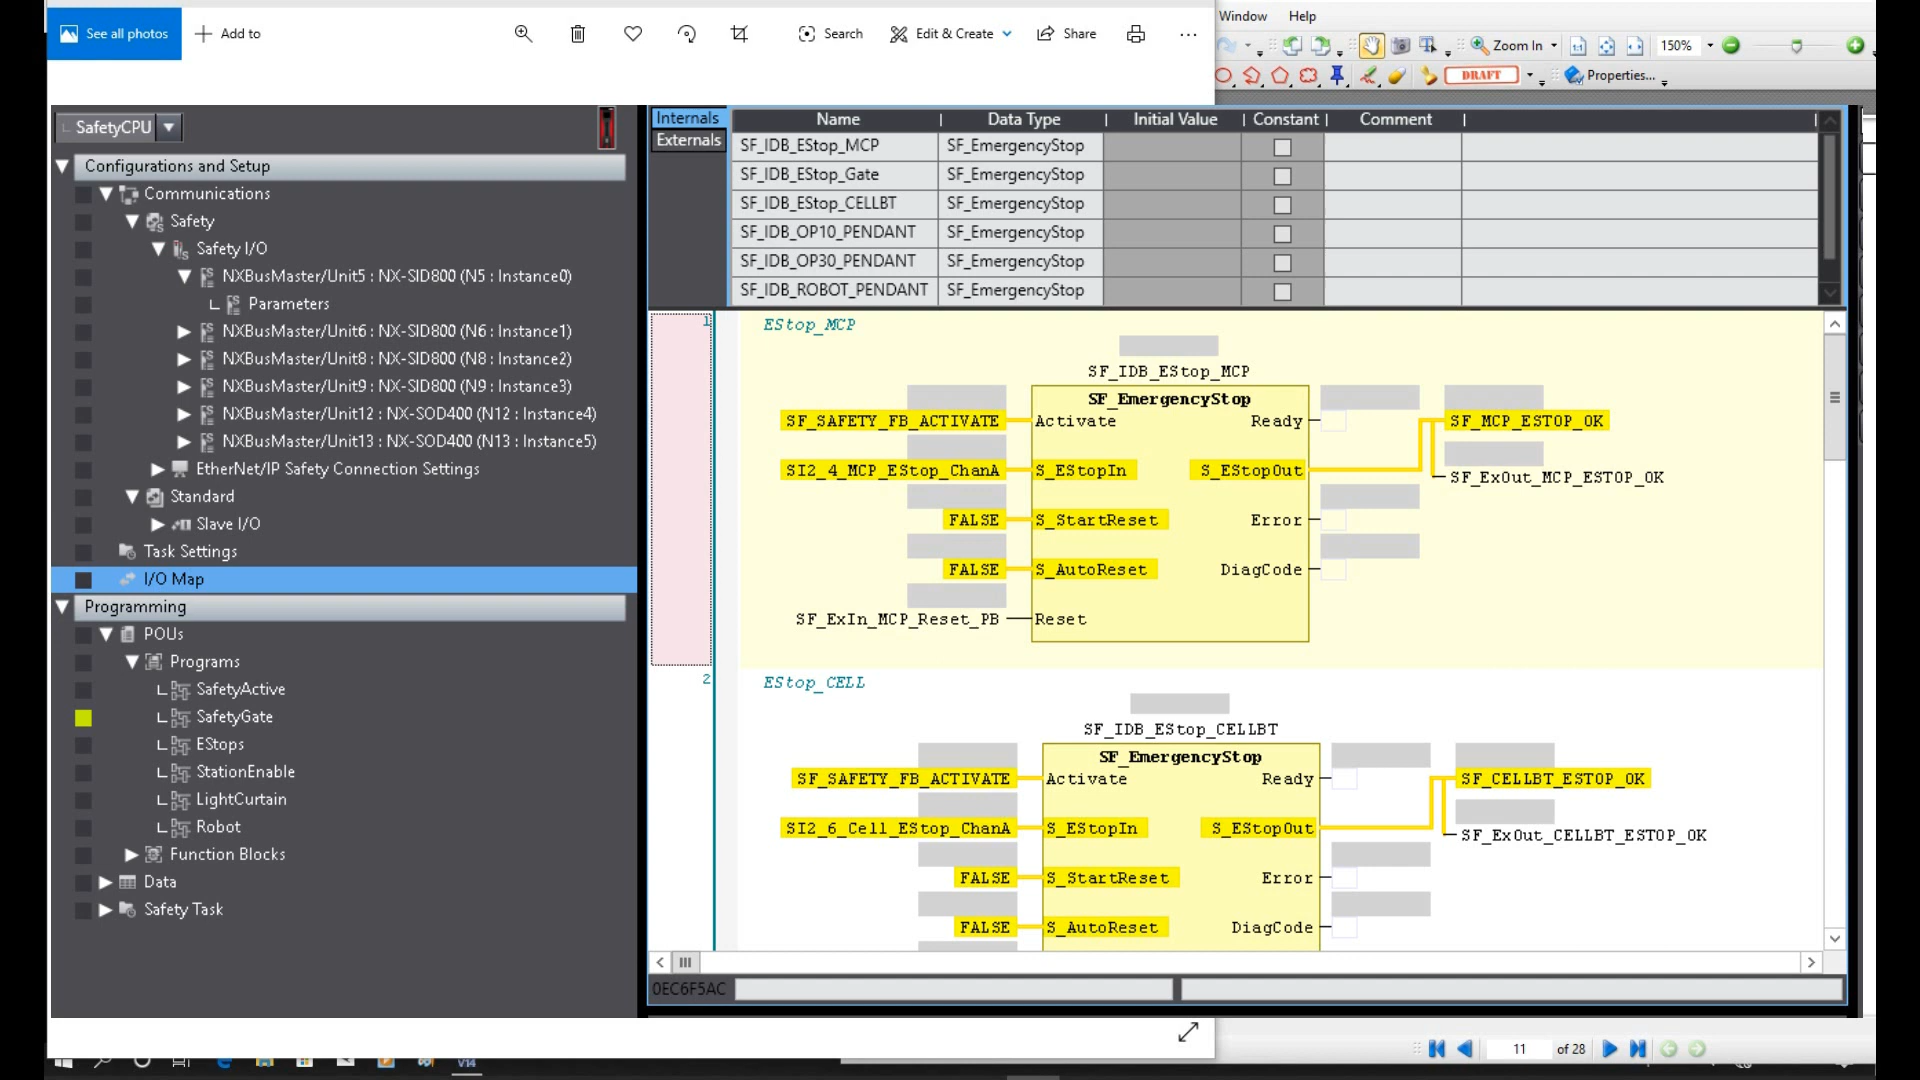 See all photos
Add to
Search
Edit & Create
Share
Window Help
Zoom In
150%
DRAFT
Properties...
SafetyCPU
Configurations and Setup
Communications
Safety
Safety I/O
NXBusMaster/Unit5 : NX-SID800 (N5 : Instance0)
Parameters
NXBusMaster/Unit6 : NX-SID800 (N6 : Instance1)
NXBusMaster/Unit8 : NX-SID800 (N8 : Instance2)
NXBusMaster/Unit9 : NX-SID800 (N9 : Instance3)
NXBusMaster/Unit12 : NX-SOD400 (N12 : Instance4)
NXBusMaster/Unit13 : NX-SOD400 (N13 : Instance5)
EtherNet/IP Safety Connection Settings
Standard
Slave I/O
Task Settings
I/O Map
Programming
POUs
Programs
SafetyActive
SafetyGate
EStops
StationEnable
LightCurtain
Robot
Function Blocks
Data
Safety Task
Internals
Externals
Name | Data Type | Initial Value | Constant | Comment |
SF_IDB_EStop_MCP SF_EmergencyStop
SF_IDB_EStop_Gate SF_EmergencyStop
SF_IDB_EStop_CELLBT SF_EmergencyStop
SF_IDB_OP10_PENDANT SF_EmergencyStop
SF_IDB_OP30_PENDANT SF_EmergencyStop
SF_IDB_ROBOT_PENDANT SF_EmergencyStop
1 EStop_MCP
SF_IDB_EStop_MCP
SF_EmergencyStop
SF_SAFETY_FB_ACTIVATE Activate Ready SF_MCP_ESTOP_OK
SI2_4_MCP_EStop_ChanA S_EStopIn S_EStopOut SF_ExOut_MCP_ESTOP_OK
FALSE S_StartReset Error
FALSE S_AutoReset DiagCode
SF_ExIn_MCP_Reset_PB Reset
2 EStop_CELL
SF_IDB_EStop_CELLBT
SF_EmergencyStop
SF_SAFETY_FB_ACTIVATE Activate Ready SF_CELLBT_ESTOP_OK
SI2_6_Cell_EStop_ChanA S_EStopIn S_EStopOut SF_ExOut_CELLBT_ESTOP_OK
FALSE S_StartReset Error
FALSE S_AutoReset DiagCode
0EC6F5AC
11 of 28
V14